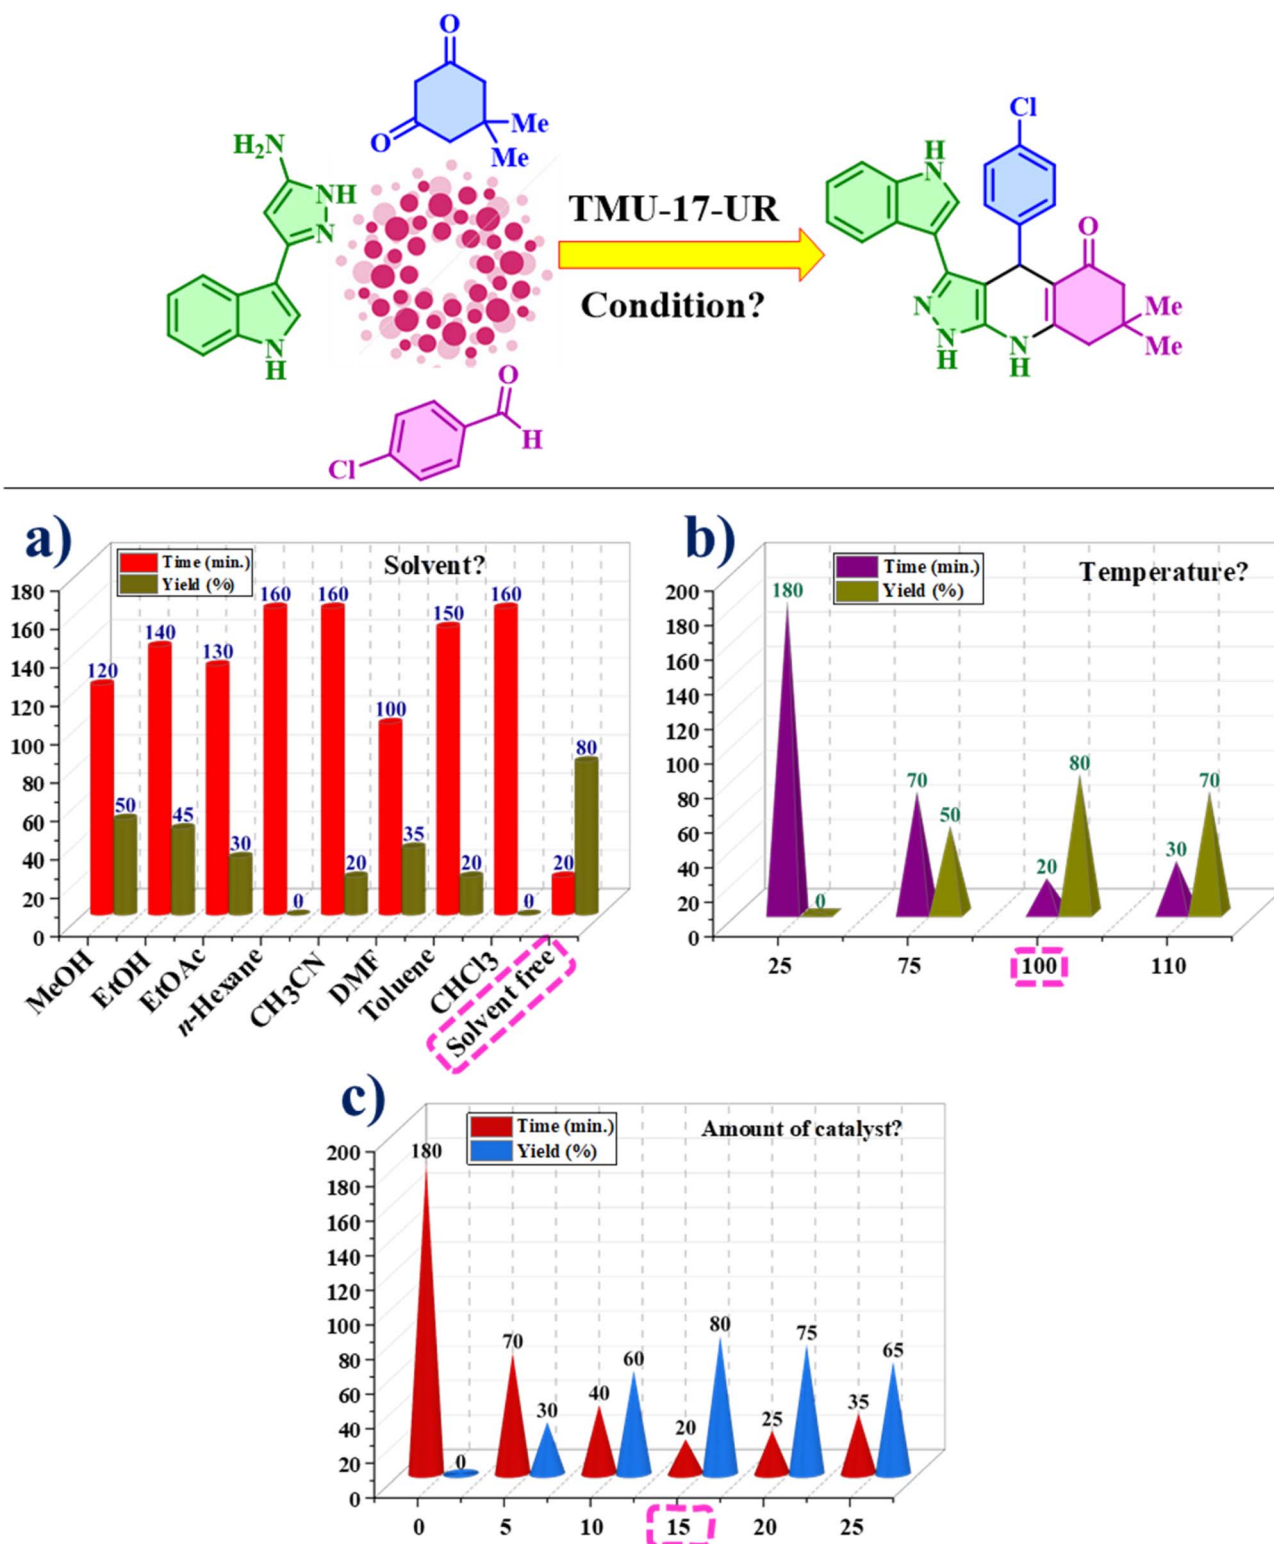 O
O
Me
Me
H₂N
NH
N
N
H
O
H
Cl
TMU-17-UR
Condition?
Cl
H
N
O
N
N
H
N
H
Me
Me
a)
Time (min.)
Yield (%)
Solvent?
180
160
140
120
100
80
60
40
20
0
120
50
140
45
130
30
160
0
160
20
100
35
150
20
160
0
20
80
MeOH
EtOH
EtOAc
n-Hexane
CH3CN
DMF
Toluene
CHCl3
Solvent free
b)
Time (min.)
Yield (%)
Temperature?
200
180
160
140
120
100
80
60
40
20
0
180
0
70
50
20
80
30
70
25
75
100
110
c)
Time (min.)
Yield (%)
Amount of catalyst?
200
180
160
140
120
100
80
60
40
20
0
180
0
70
30
40
60
20
80
25
75
35
65
0
5
10
15
20
25